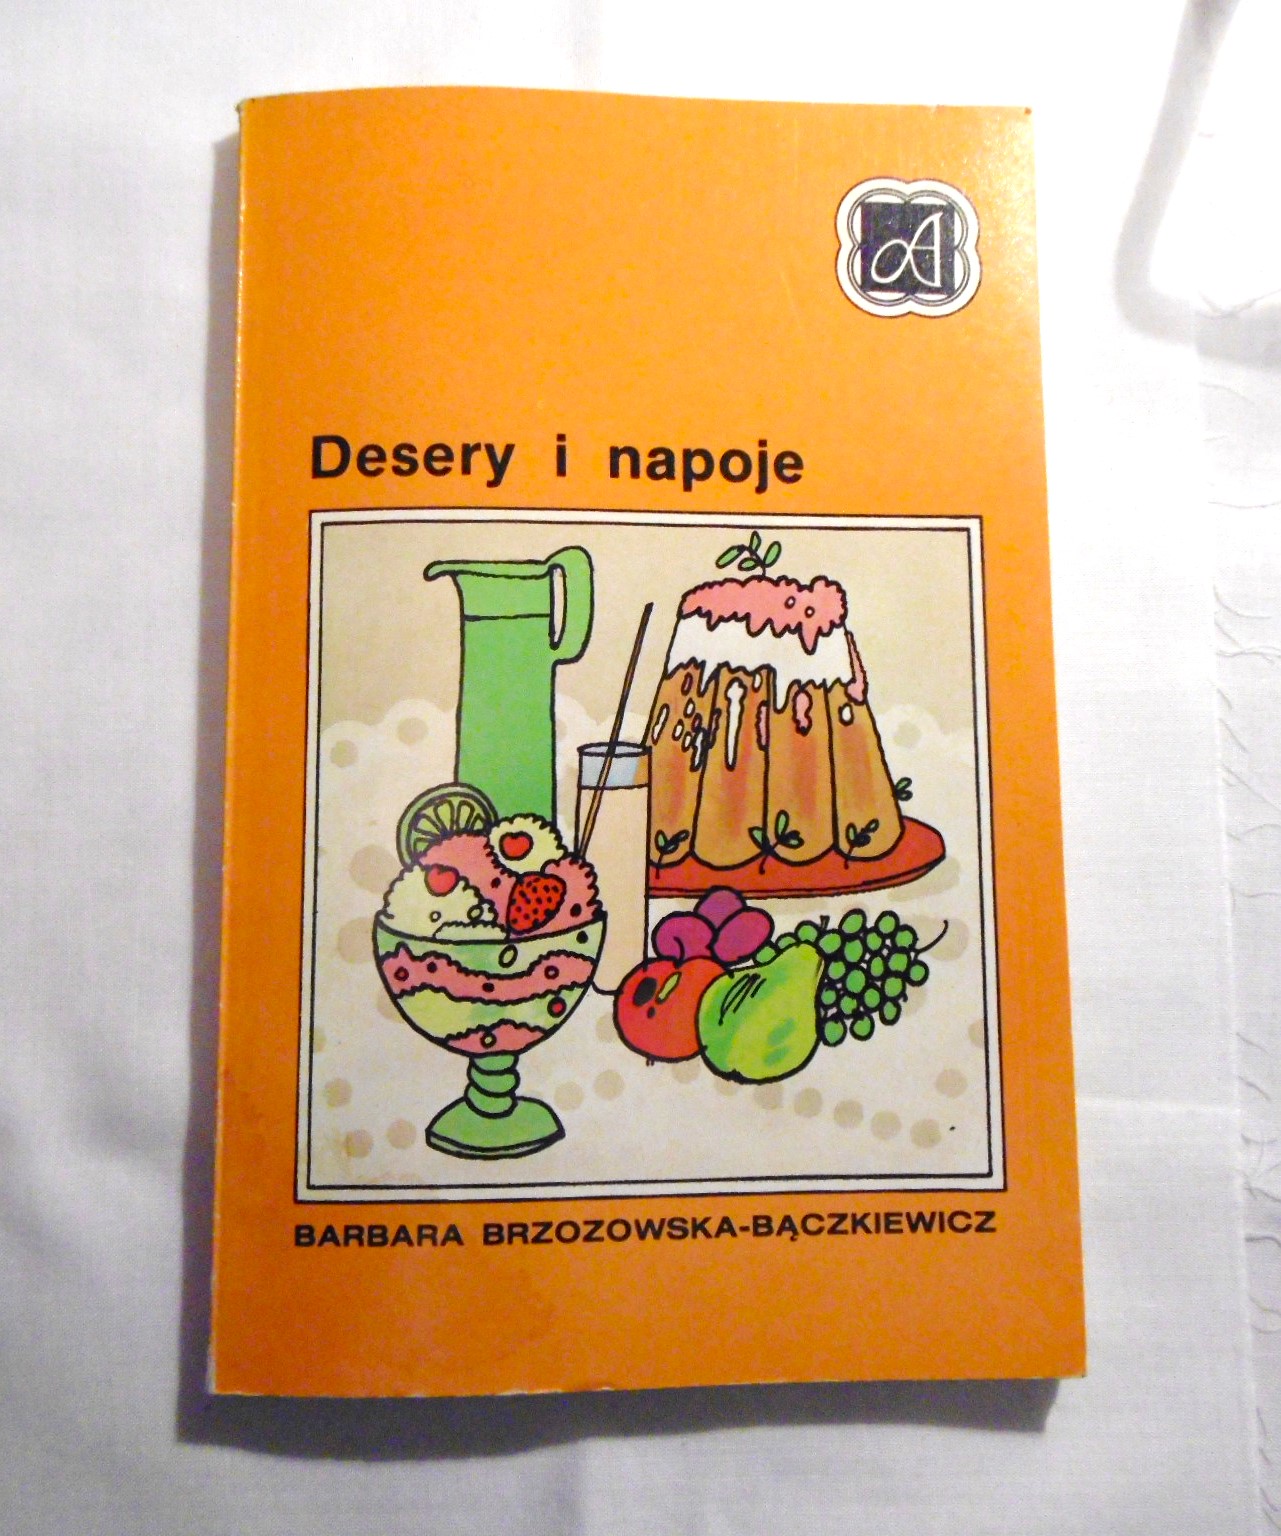 A
Desery i napoje
BARBARA BRZOZOWSKA-BĄCZKIEWICZ